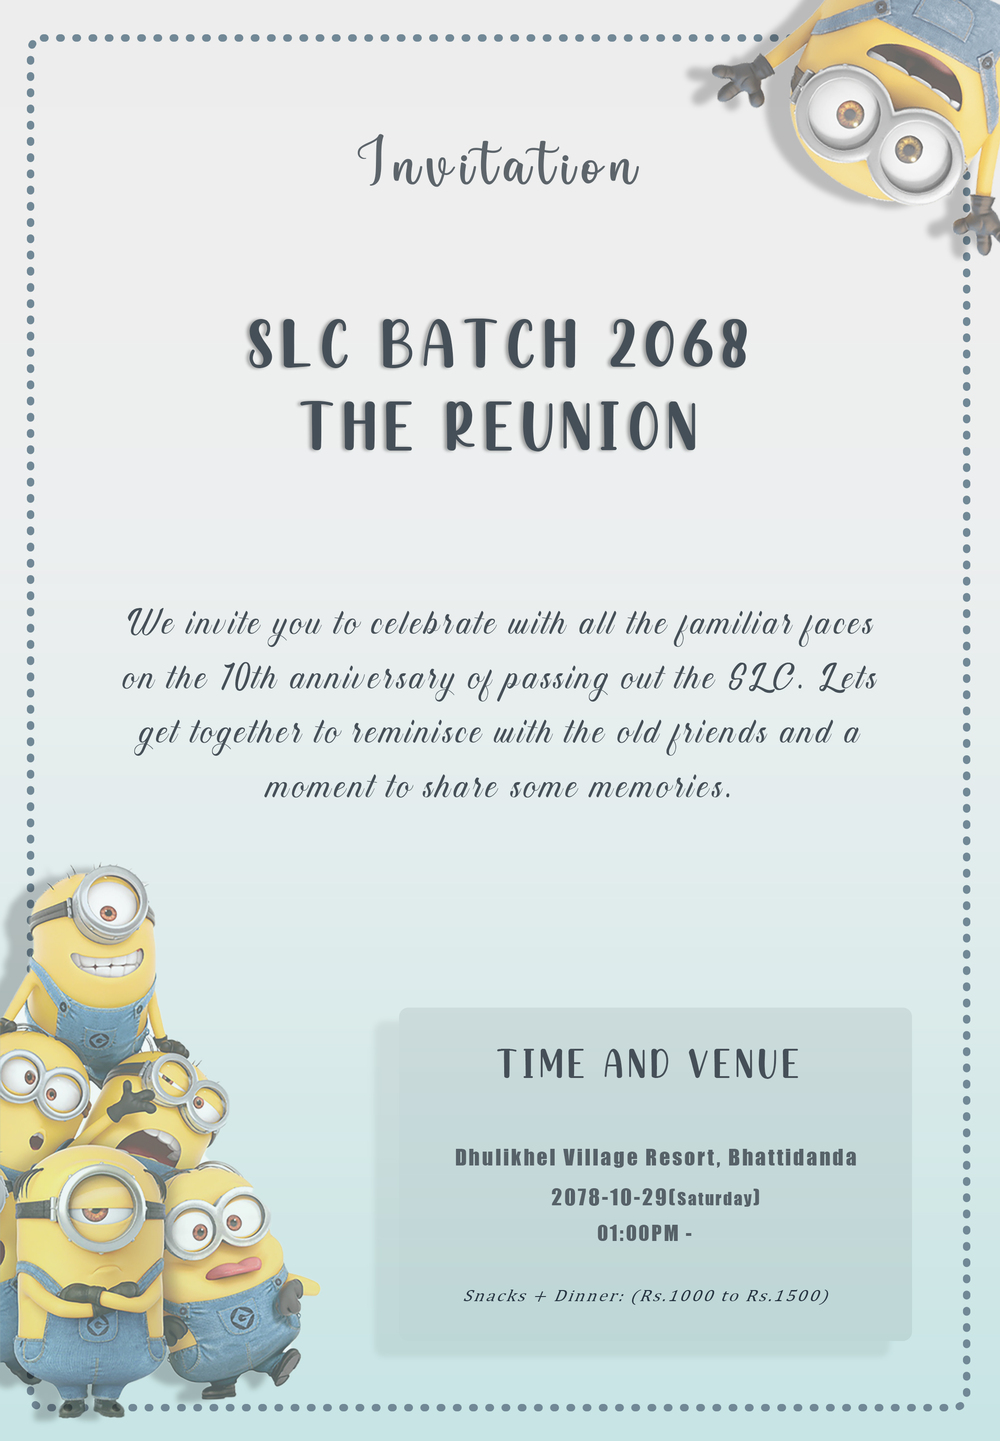 Invitation
SLC BATCH 2068
THE REUNION
We invite you to celebrate with all the familiar faces
on the 10th anniversary of passing out the SLC. Lets
get together to reminisce with the old friends and a
moment to share some memories.
TIME AND VENUE
Dhulikhel Village Resort, Bhattidanda
2078-10-29(Saturday)
01:00PM -
Snacks + Dinner: (Rs.1000 to Rs.1500)